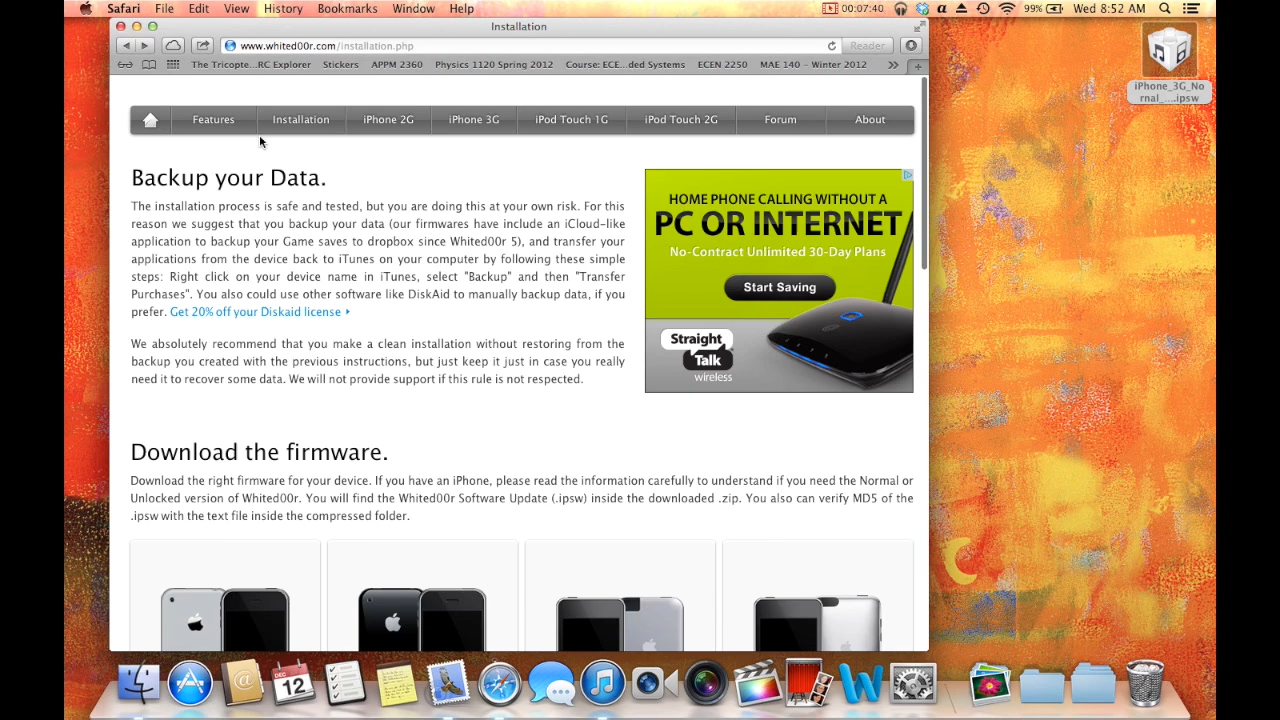 Safari File Edit View History Bookmarks Window Help 00:07:40 99% Wed 8:52 AM
Installation
www.whited00r.com/installation.php Reader
The Tricopte...RC Explorer Stickers APPM 2360 Physics 1120 Spring 2012 Course: ECE...ded Systems ECEN 2250 MAE 140 – Winter 2012 »
iPhone_3G_No
rmal_....ipsw
Features Installation iPhone 2G iPhone 3G iPod Touch 1G iPod Touch 2G Forum About
Backup your Data.
The installation process is safe and tested, but you are doing this at your own risk. For this
reason we suggest that you backup your data (our firmwares have include an iCloud-like
application to backup your Game saves to dropbox since Whited00r 5), and transfer your
applications from the device back to iTunes on your computer by following these simple
steps: Right click on your device name in iTunes, select "Backup" and then "Transfer
Purchases". You also could use other software like DiskAid to manually backup data, if you
prefer. Get 20% off your Diskaid license
We absolutely recommend that you make a clean installation without restoring from the
backup you created with the previous instructions, but just keep it just in case you really
need it to recover some data. We will not provide support if this rule is not respected.
HOME PHONE CALLING WITHOUT A
PC OR INTERNET
No-Contract Unlimited 30-Day Plans
Start Saving
Straight
Talk
wireless
Download the firmware.
Download the right firmware for your device. If you have an iPhone, please read the information carefully to understand if you need the Normal or
Unlocked version of Whited00r. You will find the Whited00r Software Update (.ipsw) inside the downloaded .zip. You also can verify MD5 of the
.ipsw with the text file inside the compressed folder.
DEC
12